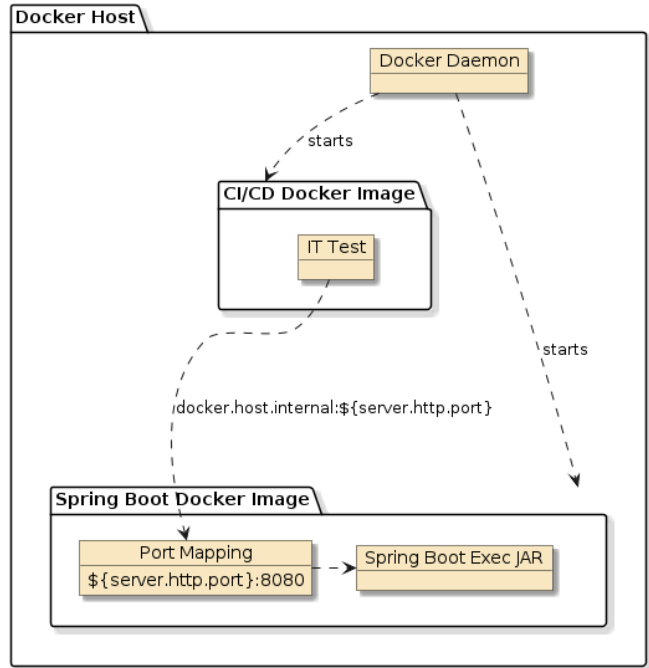 Docker Host
Docker Daemon
starts
CI/CD Docker Image
IT Test
starts
docker.host.internal:${server.http.port}
Spring Boot Docker Image
Port Mapping
${server.http.port}:8080
Spring Boot Exec JAR